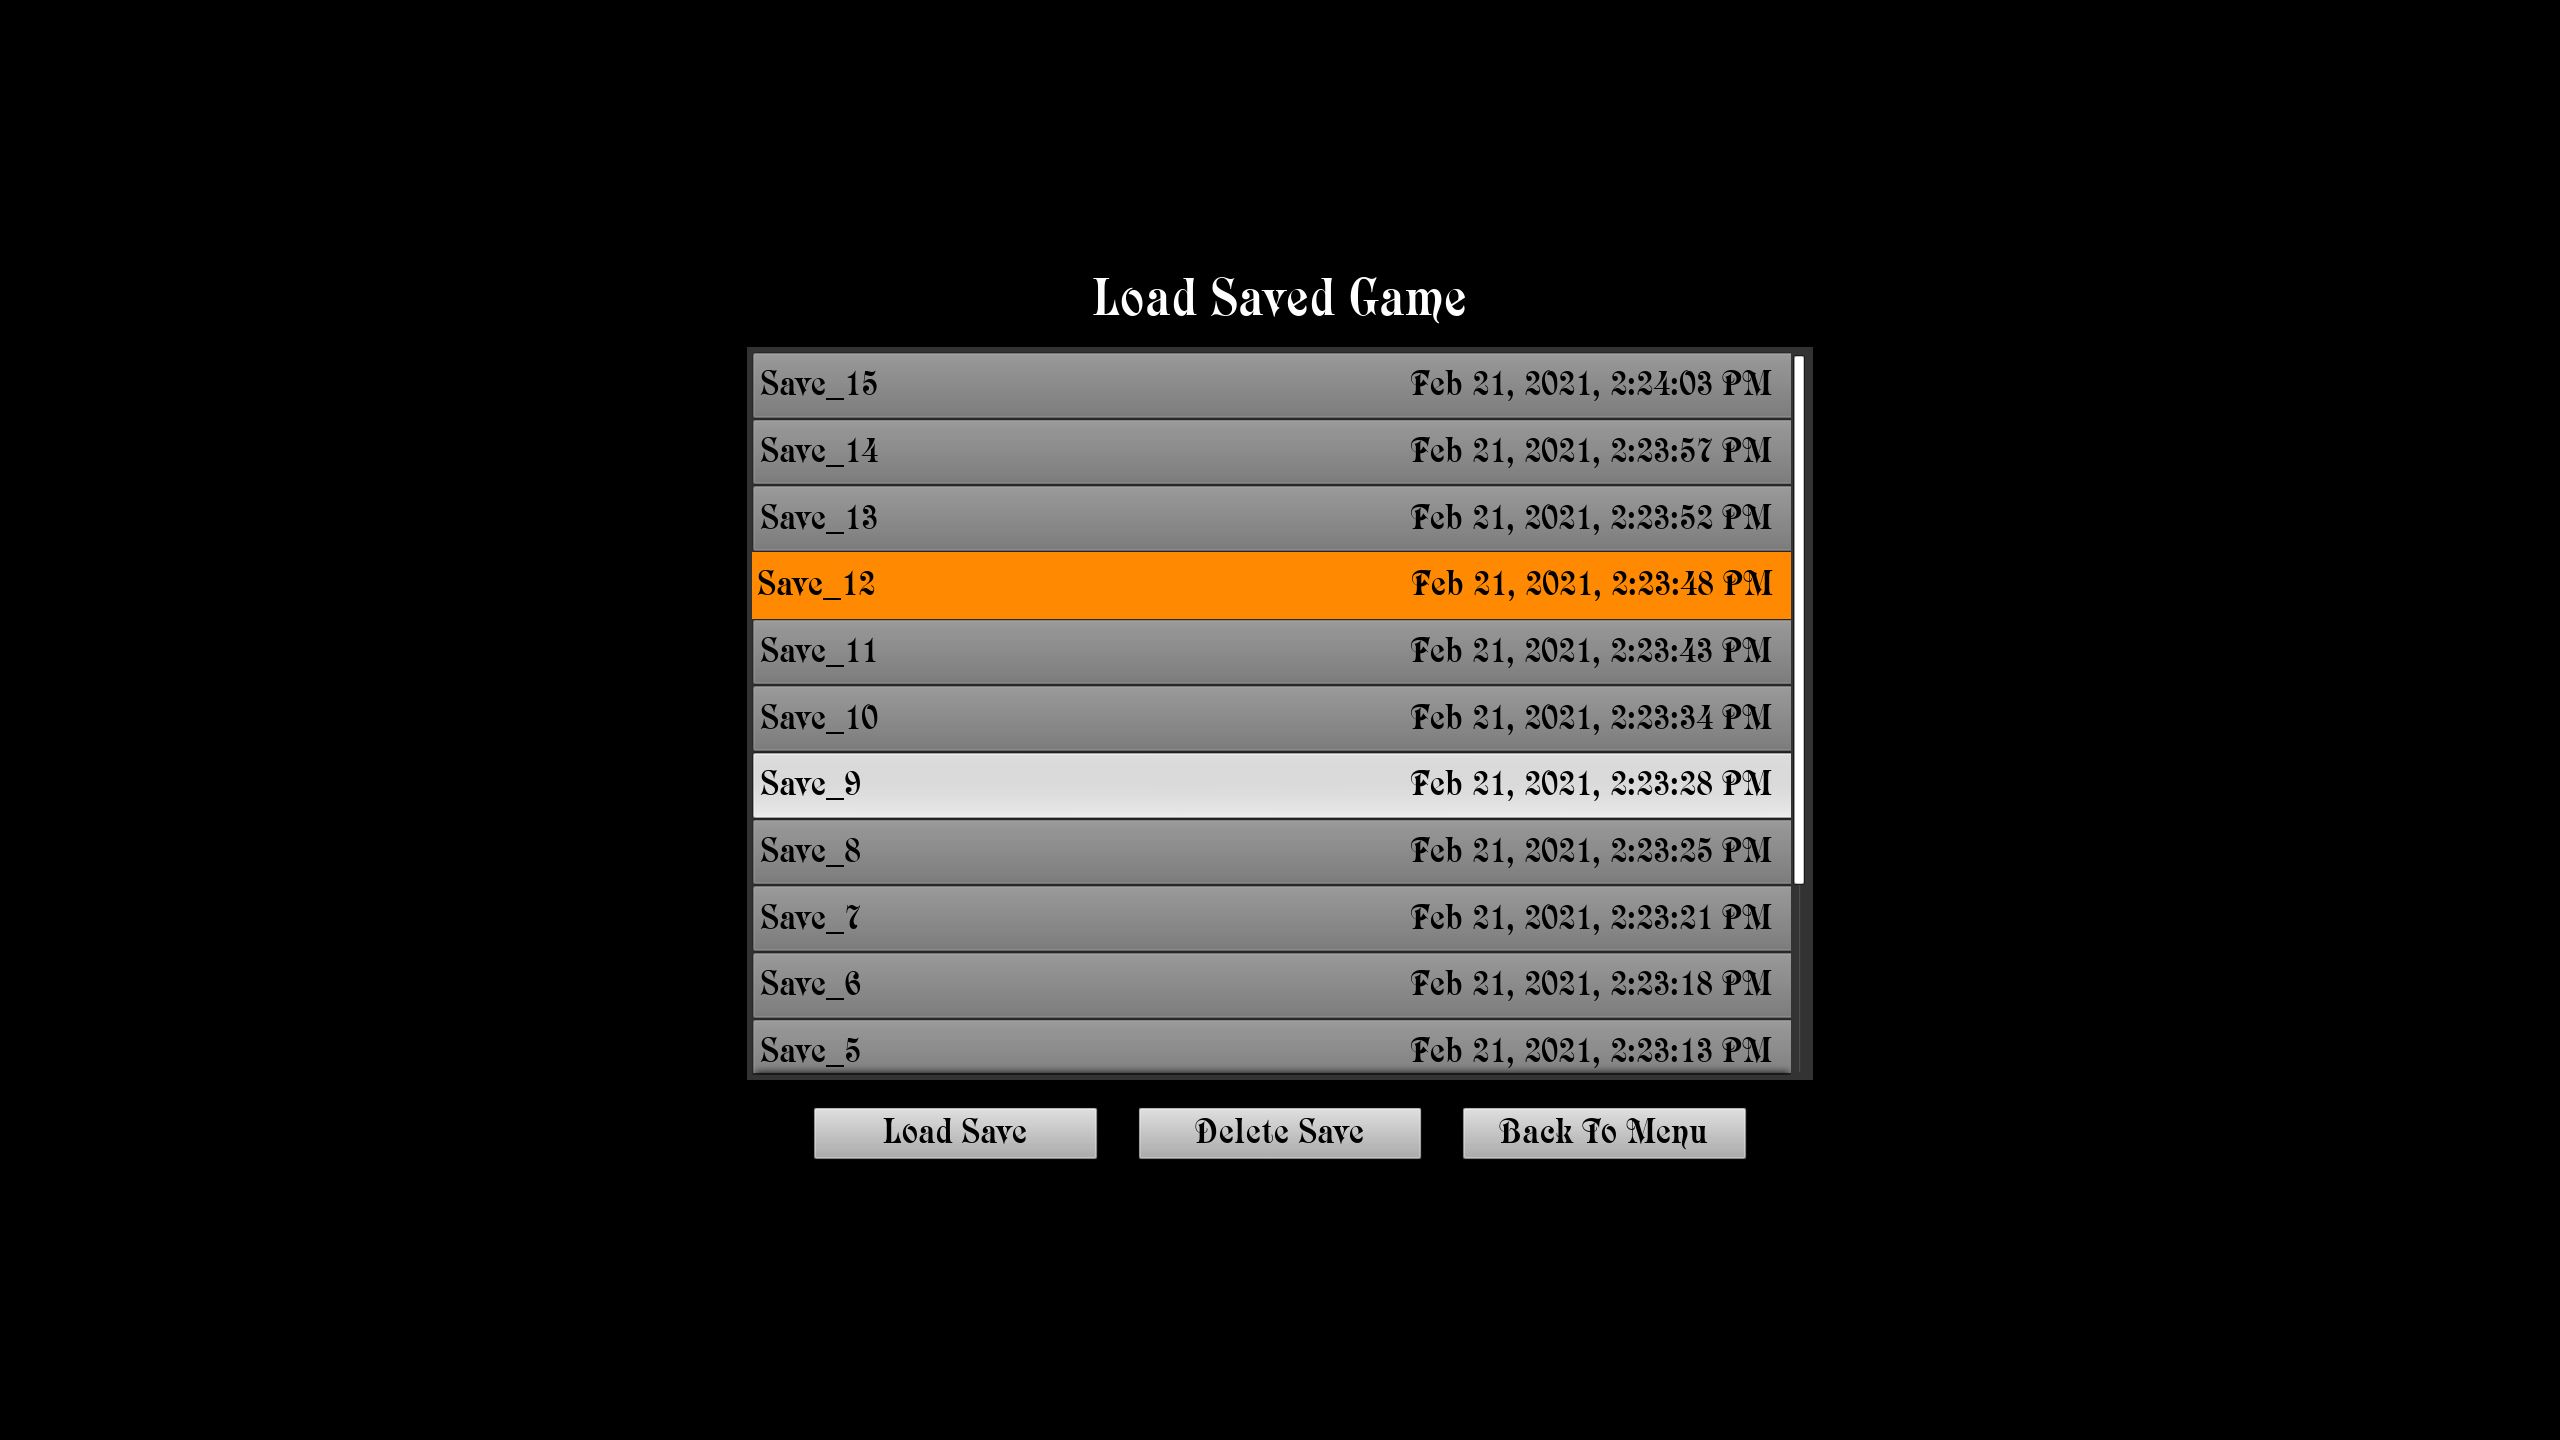 Load Saved Game
Save_15 Feb 21, 2021, 2:24:03 PM
Save_14 Feb 21, 2021, 2:23:57 PM
Save_13 Feb 21, 2021, 2:23:52 PM
Save_12 Feb 21, 2021, 2:23:48 PM
Save_11 Feb 21, 2021, 2:23:43 PM
Save_10 Feb 21, 2021, 2:23:34 PM
Save_9 Feb 21, 2021, 2:23:28 PM
Save_8 Feb 21, 2021, 2:23:25 PM
Save_7 Feb 21, 2021, 2:23:21 PM
Save_6 Feb 21, 2021, 2:23:18 PM
Save_5 Feb 21, 2021, 2:23:13 PM
Load Save Delete Save Back To Menu